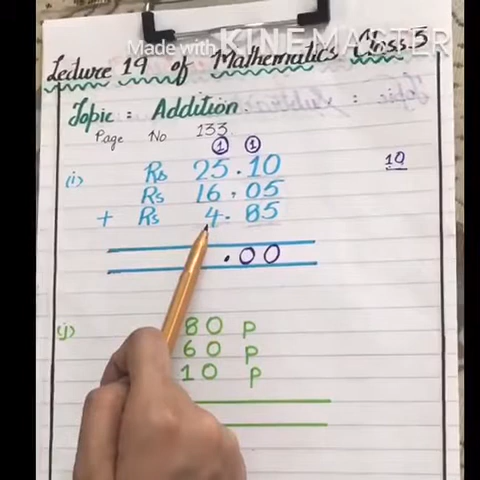 Made with KINEMASTER
Lecture 19 of Mathematics Class 5
Topic : Addition.
Page No 133
1 1
(i) Rs 25.10
10
Rs 16.05
+ Rs 4.85
.00
(j) 80 p
60 p
10 p